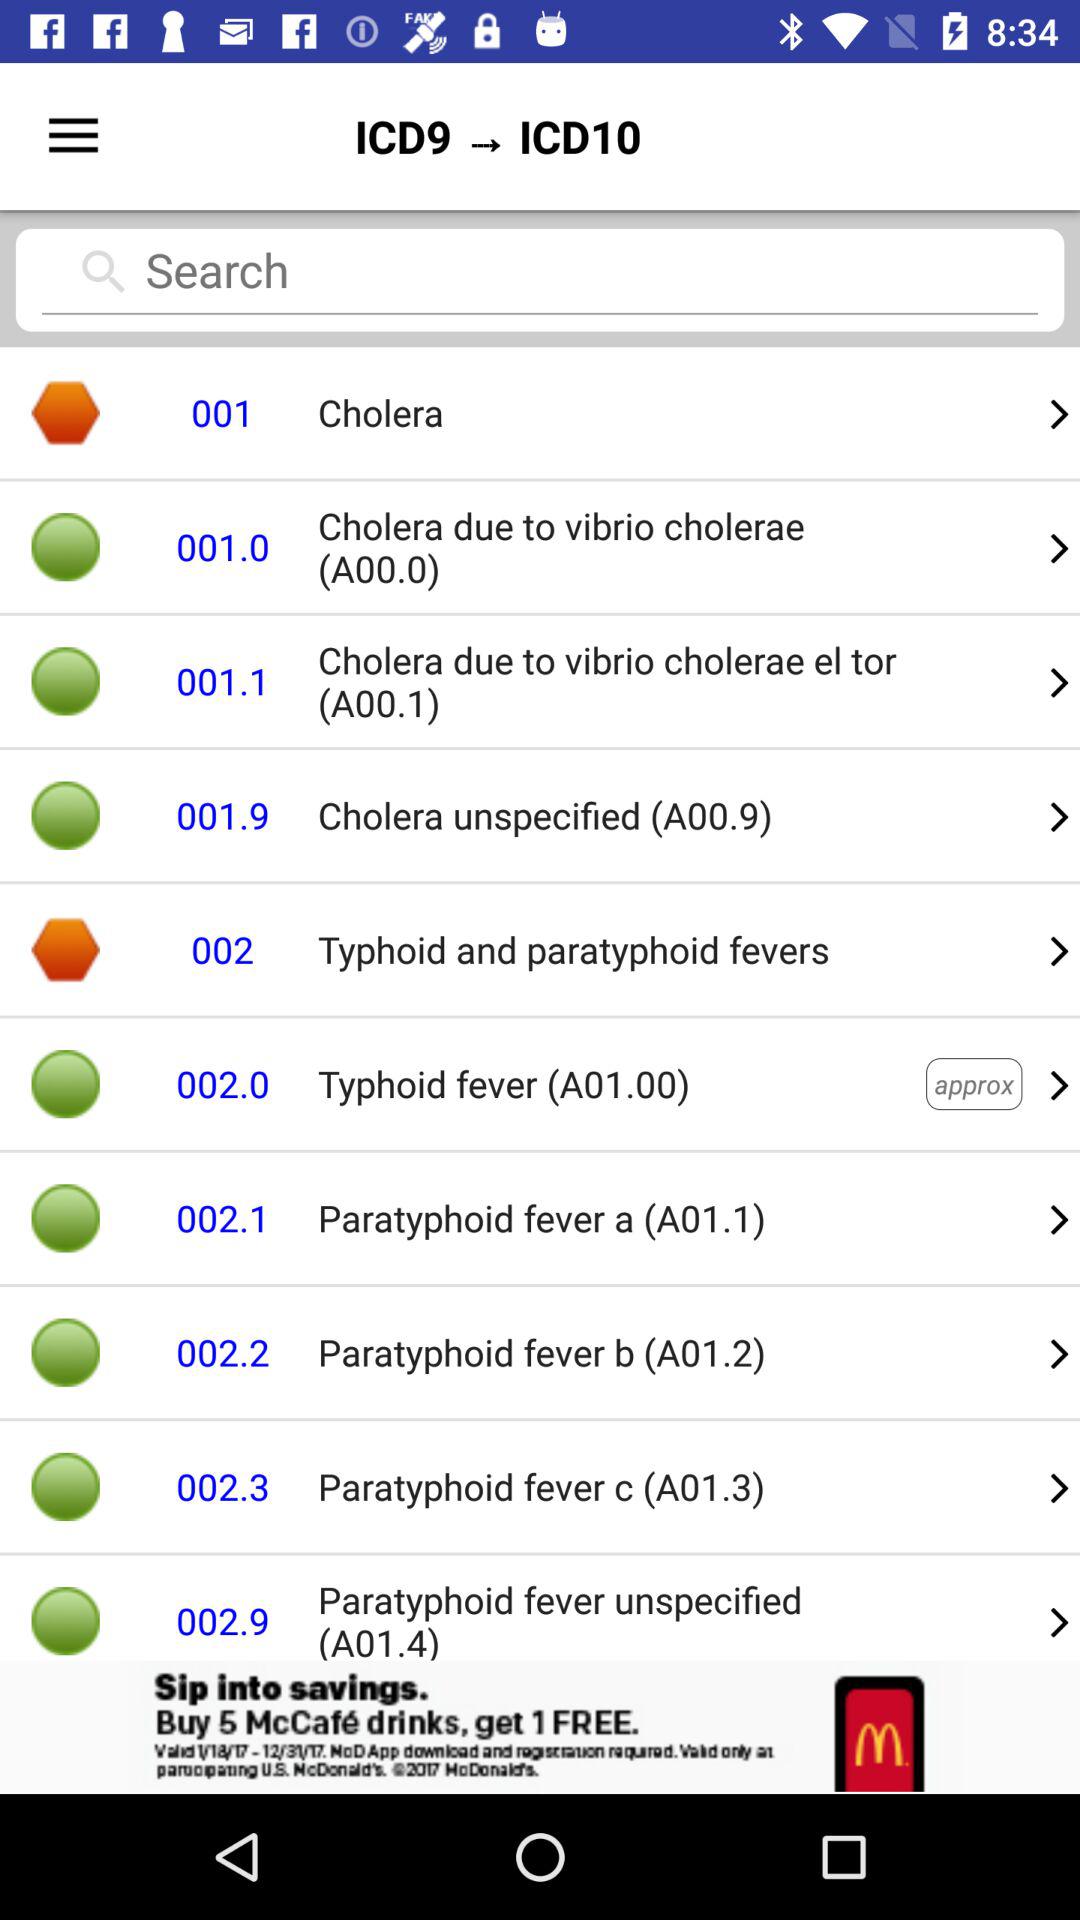 FAKE
8:34
ICD9 → ICD10
Search
001 Cholera
001.0 Cholera due to vibrio cholerae
(A00.0)
001.1 Cholera due to vibrio cholerae el tor
(A00.1)
001.9 Cholera unspecified (A00.9)
002 Typhoid and paratyphoid fevers
002.0 Typhoid fever (A01.00) approx
002.1 Paratyphoid fever a (A01.1)
002.2 Paratyphoid fever b (A01.2)
002.3 Paratyphoid fever c (A01.3)
002.9 Paratyphoid fever unspecified
(A01.4)
Sip into savings.
Buy 5 McCafé drinks, get 1 FREE.
Valid 1/18/17 - 12/31/17. McD App download and registration required. Valid only at
participating U.S. McDonald's. ©2017 McDonald's.